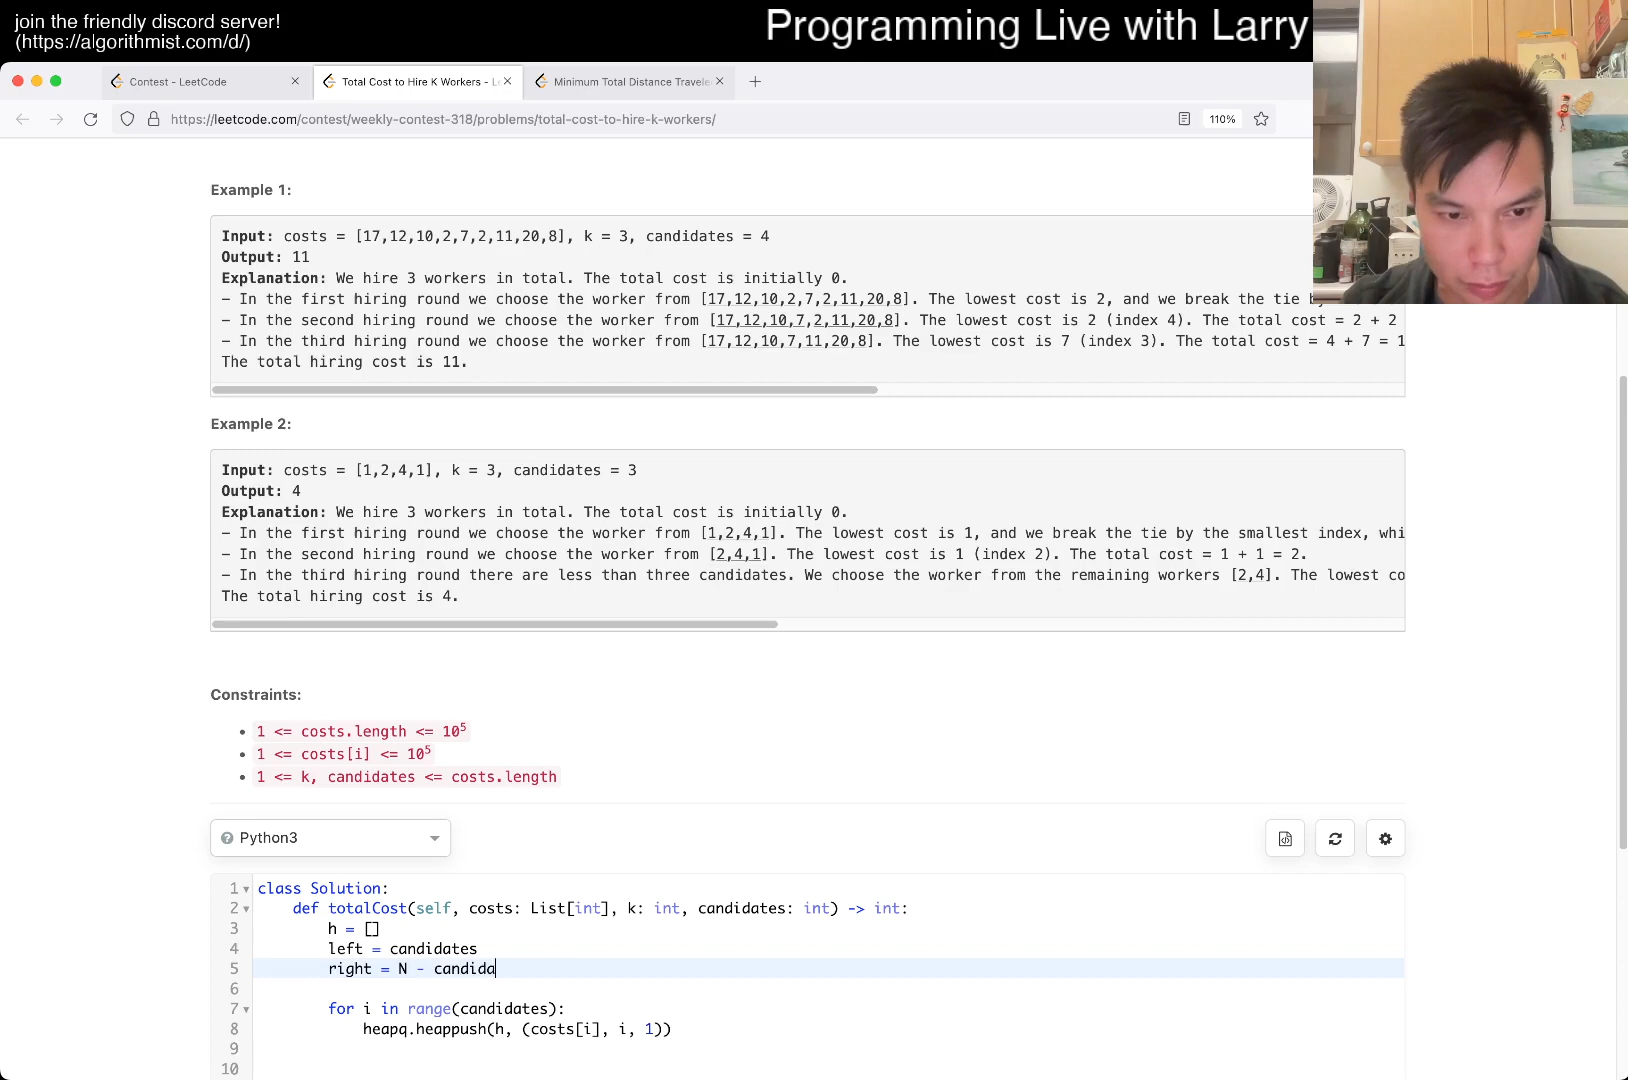 join the friendly discord server!
(https://algorithmist.com/d/)
Programming Live with Larry
Contest - LeetCode
Total Cost to Hire K Workers - Le
Minimum Total Distance Travele
https://leetcode.com/contest/weekly-contest-318/problems/total-cost-to-hire-k-workers/
110%
Example 1:
Input: costs = [17,12,10,2,7,2,11,20,8], k = 3, candidates = 4
Output: 11
Explanation: We hire 3 workers in total. The total cost is initially 0.
- In the first hiring round we choose the worker from [17,12,10,2,7,2,11,20,8]. The lowest cost is 2, and we break the tie
- In the second hiring round we choose the worker from [17,12,10,7,2,11,20,8]. The lowest cost is 2 (index 4). The total cost = 2 + 2
- In the third hiring round we choose the worker from [17,12,10,7,11,20,8]. The lowest cost is 7 (index 3). The total cost = 4 + 7 = 1
The total hiring cost is 11.
Example 2:
Input: costs = [1,2,4,1], k = 3, candidates = 3
Output: 4
Explanation: We hire 3 workers in total. The total cost is initially 0.
- In the first hiring round we choose the worker from [1,2,4,1]. The lowest cost is 1, and we break the tie by the smallest index, whi
- In the second hiring round we choose the worker from [2,4,1]. The lowest cost is 1 (index 2). The total cost = 1 + 1 = 2.
- In the third hiring round there are less than three candidates. We choose the worker from the remaining workers [2,4]. The lowest co
The total hiring cost is 4.
Constraints:
• 1 <= costs.length <= 10⁵
• 1 <= costs[i] <= 10⁵
• 1 <= k, candidates <= costs.length
Python3
1 class Solution:
2 def totalCost(self, costs: List[int], k: int, candidates: int) -> int:
3 h = []
4 left = candidates
5 right = N - candida
6
7 for i in range(candidates):
8 heapq.heappush(h, (costs[i], i, 1))
9
10